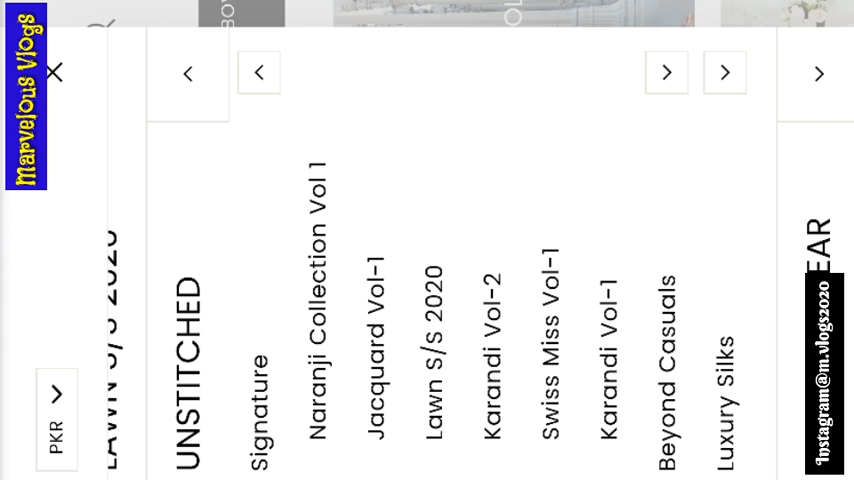 Marvelous Vlogs
PKR
LAWN S/S 2020
UNSTITCHED
Signature
Naranji Collection Vol 1
Jacquard Vol-1
Lawn S/S 2020
Karandi Vol-2
Swiss Miss Vol-1
Karandi Vol-1
Beyond Casuals
Luxury Silks
EAR
Instagram@m.vlogs2020